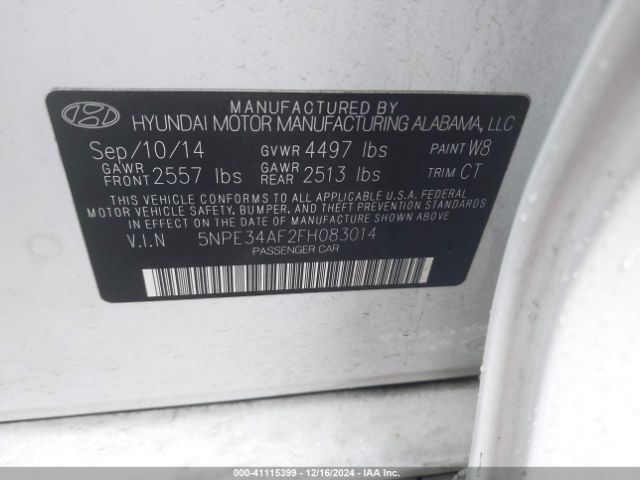 MANUFACTURED BY
HYUNDAI MOTOR MANUFACTURING ALABAMA, LLC
Sep/10/14 GVWR 4497 lbs PAINT W8
GAWR FRONT 2557 lbs GAWR REAR 2513 lbs TRIM CT
THIS VEHICLE CONFORMS TO ALL APPLICABLE U.S.A. FEDERAL
MOTOR VEHICLE SAFETY, BUMPER, AND THEFT PREVENTION STANDARDS
IN EFFECT ON THE DATE OF MANUFACTURE SHOWN ABOVE.
V.I.N 5NPE34AF2FH083014
PASSENGER CAR
000-41115399 - 12/16/2024 - IAAI.COM